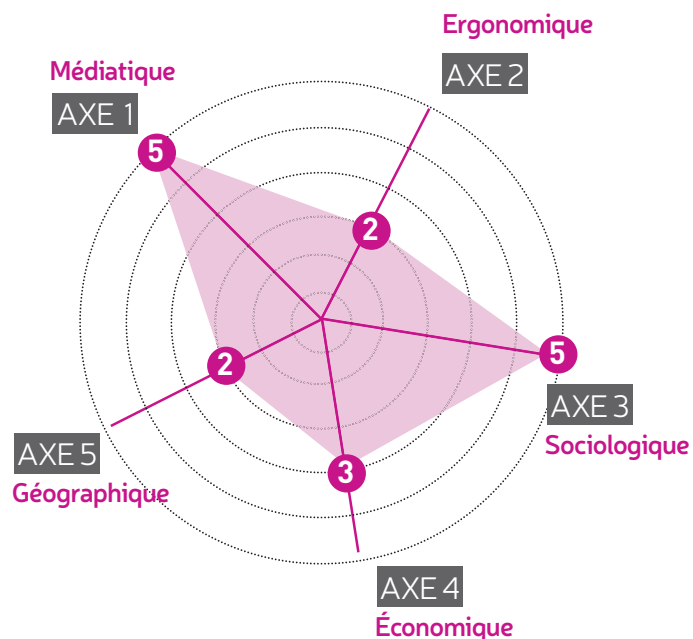 Ergonomique
AXE 2
Médiatique
AXE 1
5
2
5
AXE 3
Sociologique
2
AXE 5
Géographique
3
AXE 4
Économique